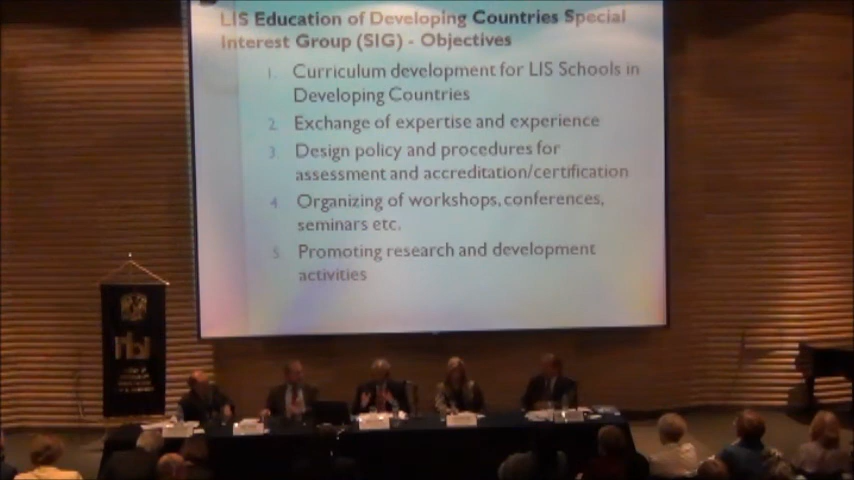 LIS Education of Developing Countries Special
Interest Group (SIG) - Objectives
1. Curriculum development for LIS Schools in
Developing Countries
2. Exchange of expertise and experience
3. Design policy and procedures for
assessment and accreditation/certification
4. Organizing of workshops, conferences,
seminars etc.
5. Promoting research and development
activities